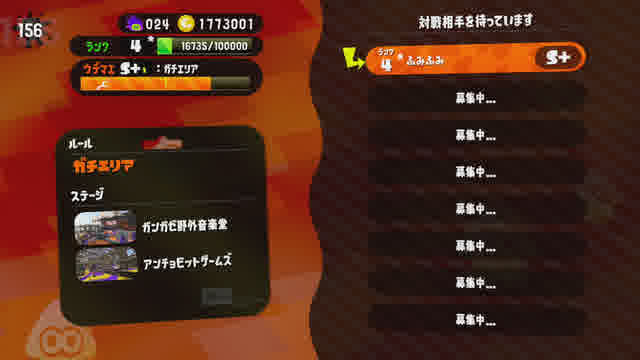 156
024 1773001
ランク 4* 16735/100000
ウデマエ S+ : ガチエリア
ルール
ガチエリア
ステージ
ガンガゼ野外音楽堂
アンチョビットゲームズ
対戦相手を待っています
ランク
4* ふみふみ S+
募集中...
募集中...
募集中...
募集中...
募集中...
募集中...
募集中...